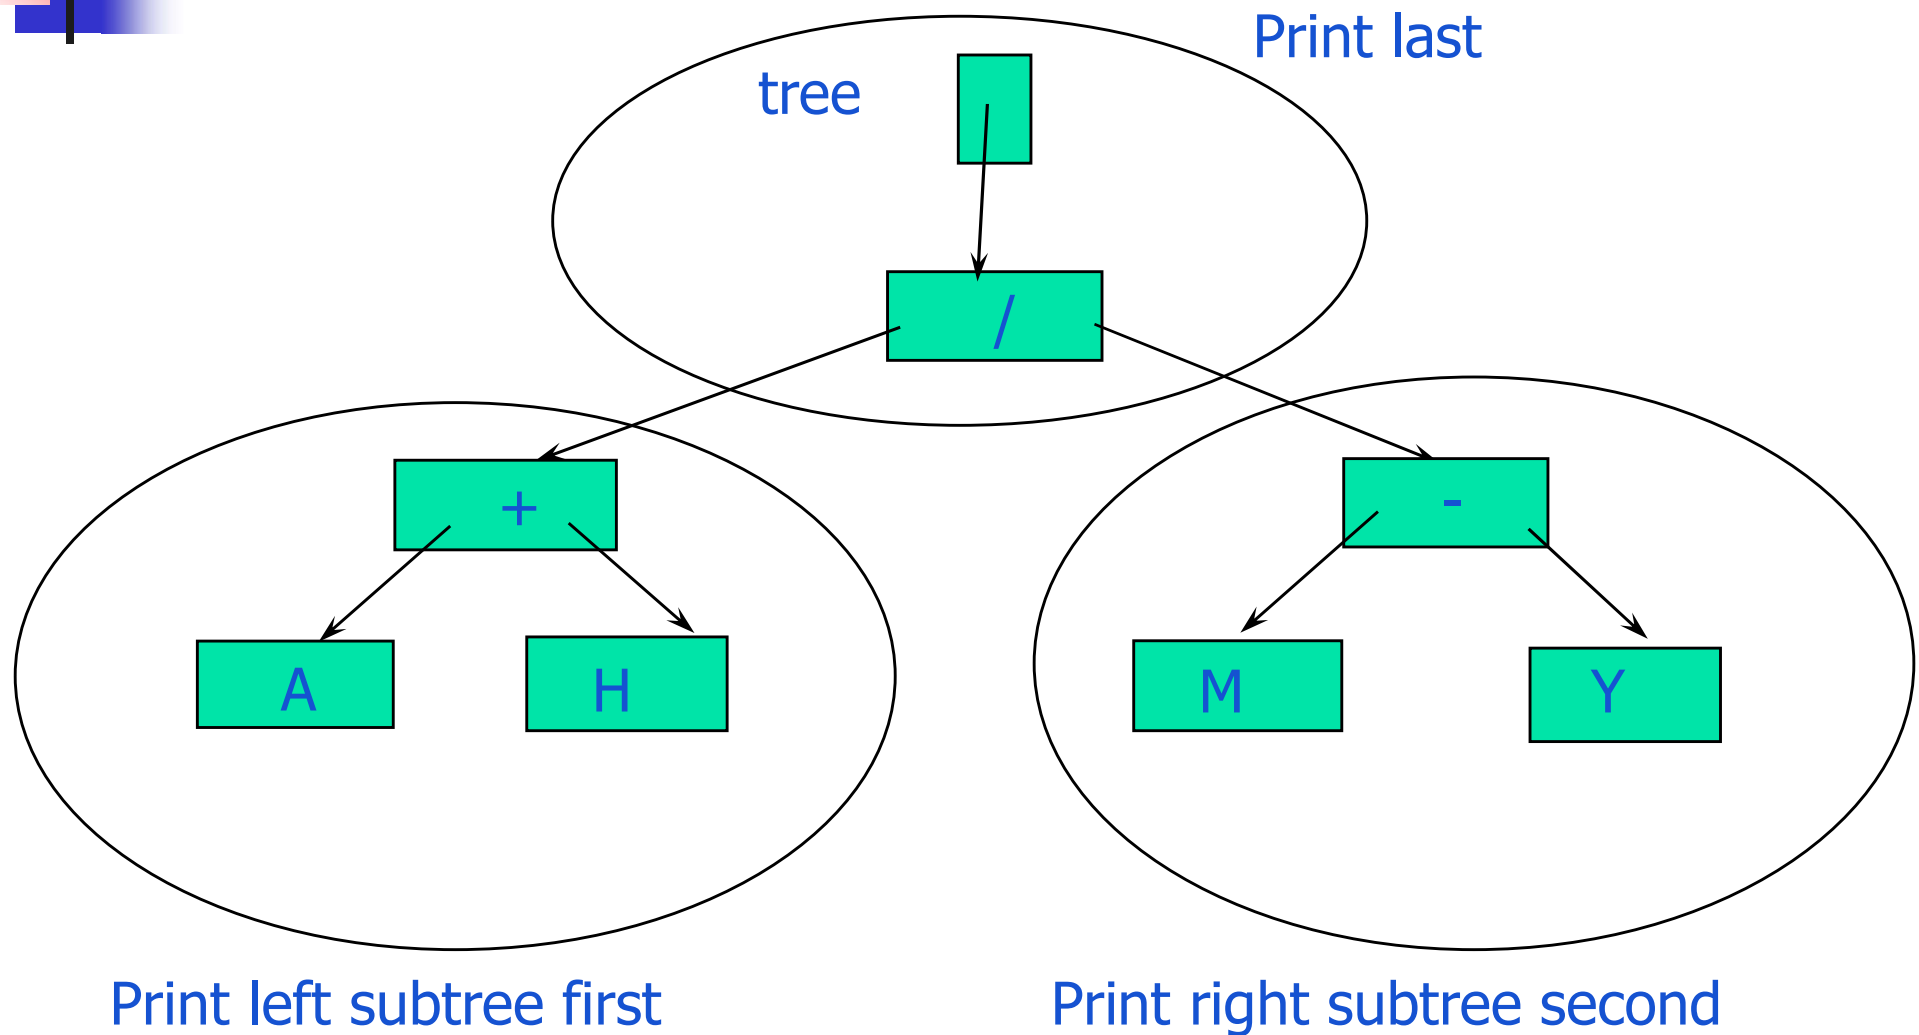 Print last
tree
/
+
-
A H M Y
Print left subtree first
Print right subtree second